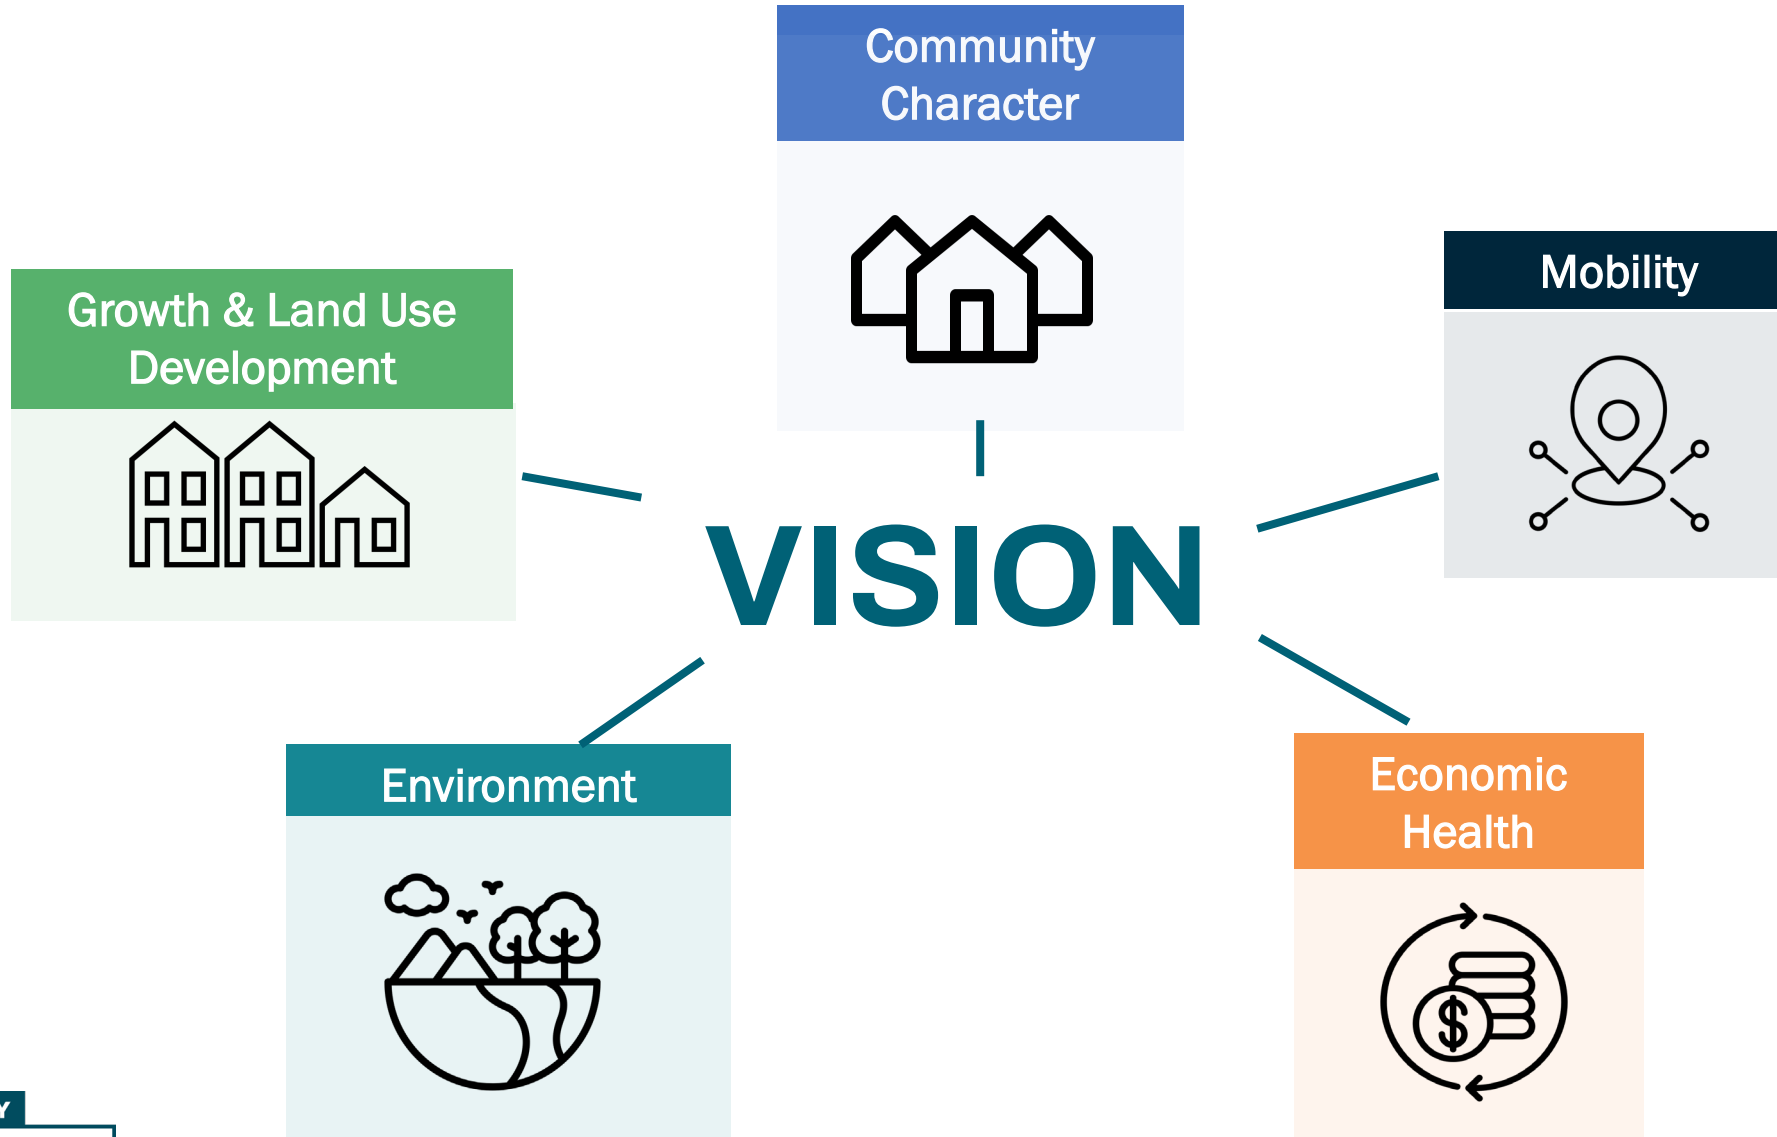 Community
Character
Mobility
Growth & Land Use
Development
VISION
Environment
Economic
Health
$
Y